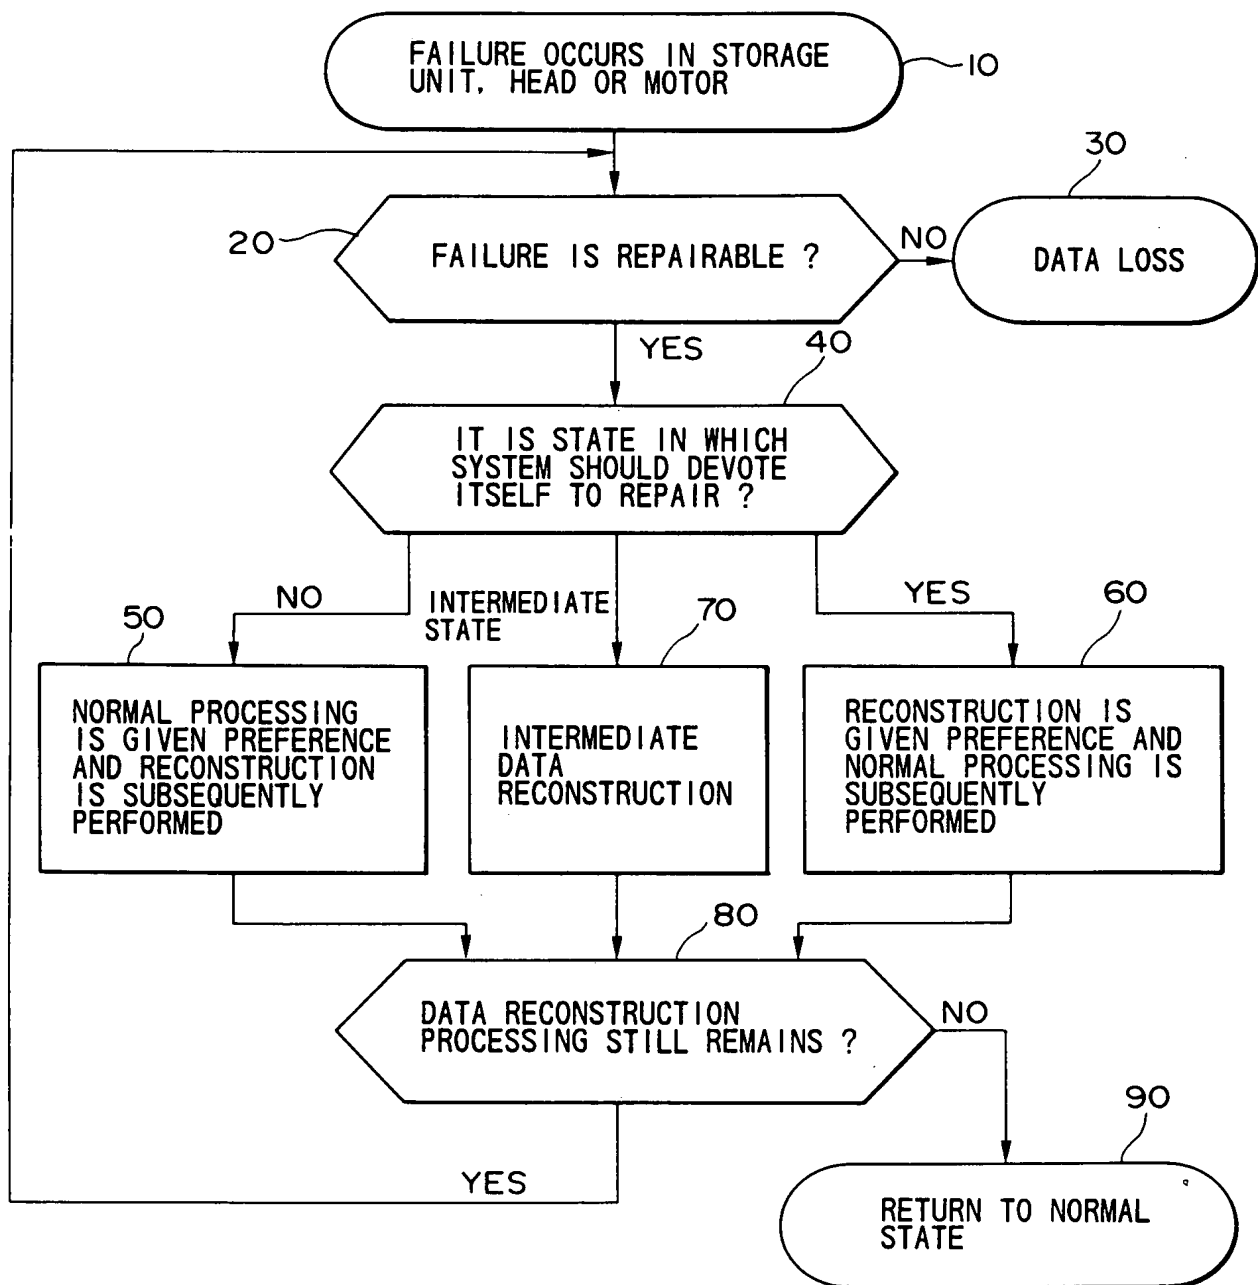 FAILURE OCCURS IN STORAGE
UNIT, HEAD OR MOTOR
10
30
20
FAILURE IS REPAIRABLE ?
NO
DATA LOSS
YES
40
IT IS STATE IN WHICH
SYSTEM SHOULD DEVOTE
ITSELF TO REPAIR ?
NO
INTERMEDIATE
STATE
YES
50
70
60
NORMAL PROCESSING
IS GIVEN PREFERENCE
AND RECONSTRUCTION
IS SUBSEQUENTLY
PERFORMED
INTERMEDIATE
DATA
RECONSTRUCTION
RECONSTRUCTION IS
GIVEN PREFERENCE AND
NORMAL PROCESSING IS
SUBSEQUENTLY
PERFORMED
80
DATA RECONSTRUCTION
PROCESSING STILL REMAINS ?
NO
YES
90
RETURN TO NORMAL
STATE